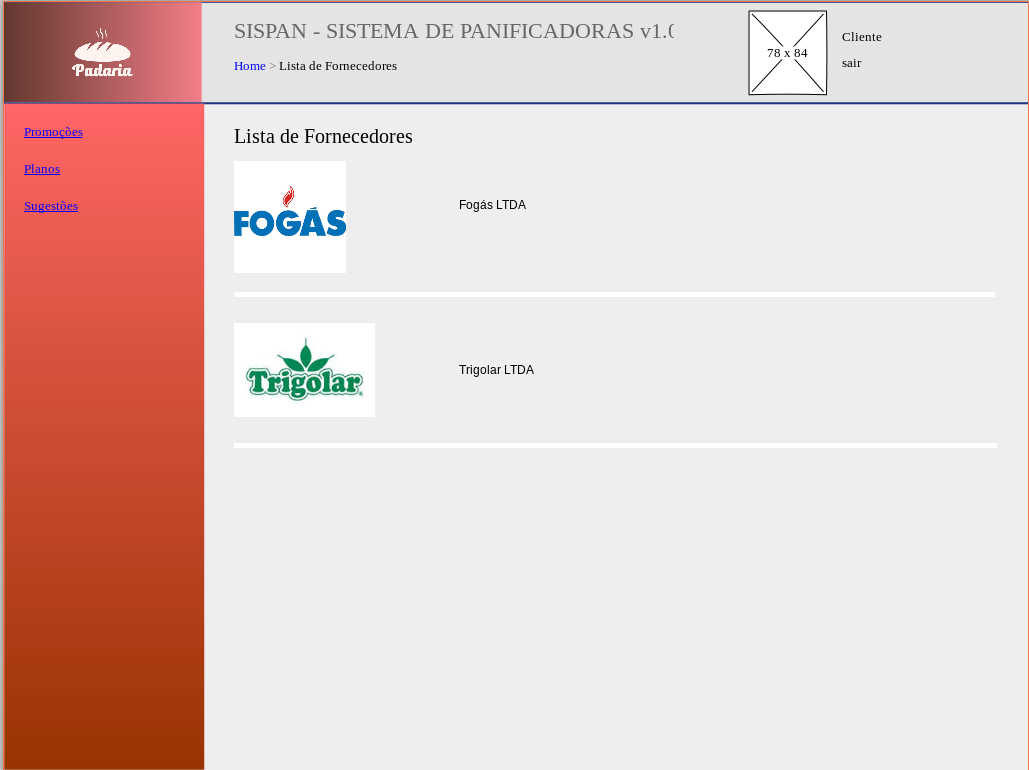 Padaria
SISPAN - SISTEMA DE PANIFICADORAS v1.0
Home > Lista de Fornecedores
78 x 84
Cliente
sair
Promoções
Planos
Sugestões
Lista de Fornecedores
FOGÁS
Fogás LTDA
Trigolar®
Trigolar LTDA